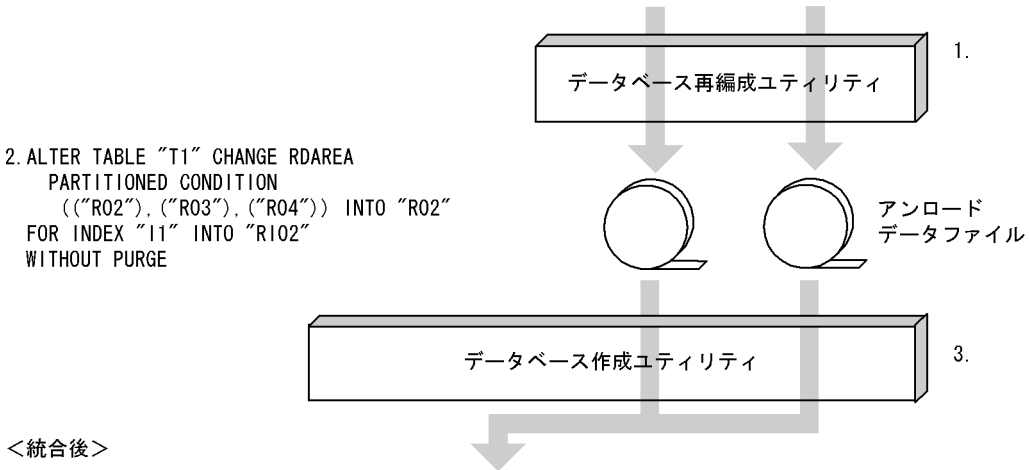 1.
データベース再編成ユティリティ
2. ALTER TABLE "T1" CHANGE RDAREA
PARTITIONED CONDITION
(("R02"),("R03"),("R04")) INTO "R02"
FOR INDEX "I1" INTO "RI02"
WITHOUT PURGE
アンロード
データファイル
データベース作成ユティリティ
3.
＜統合後＞